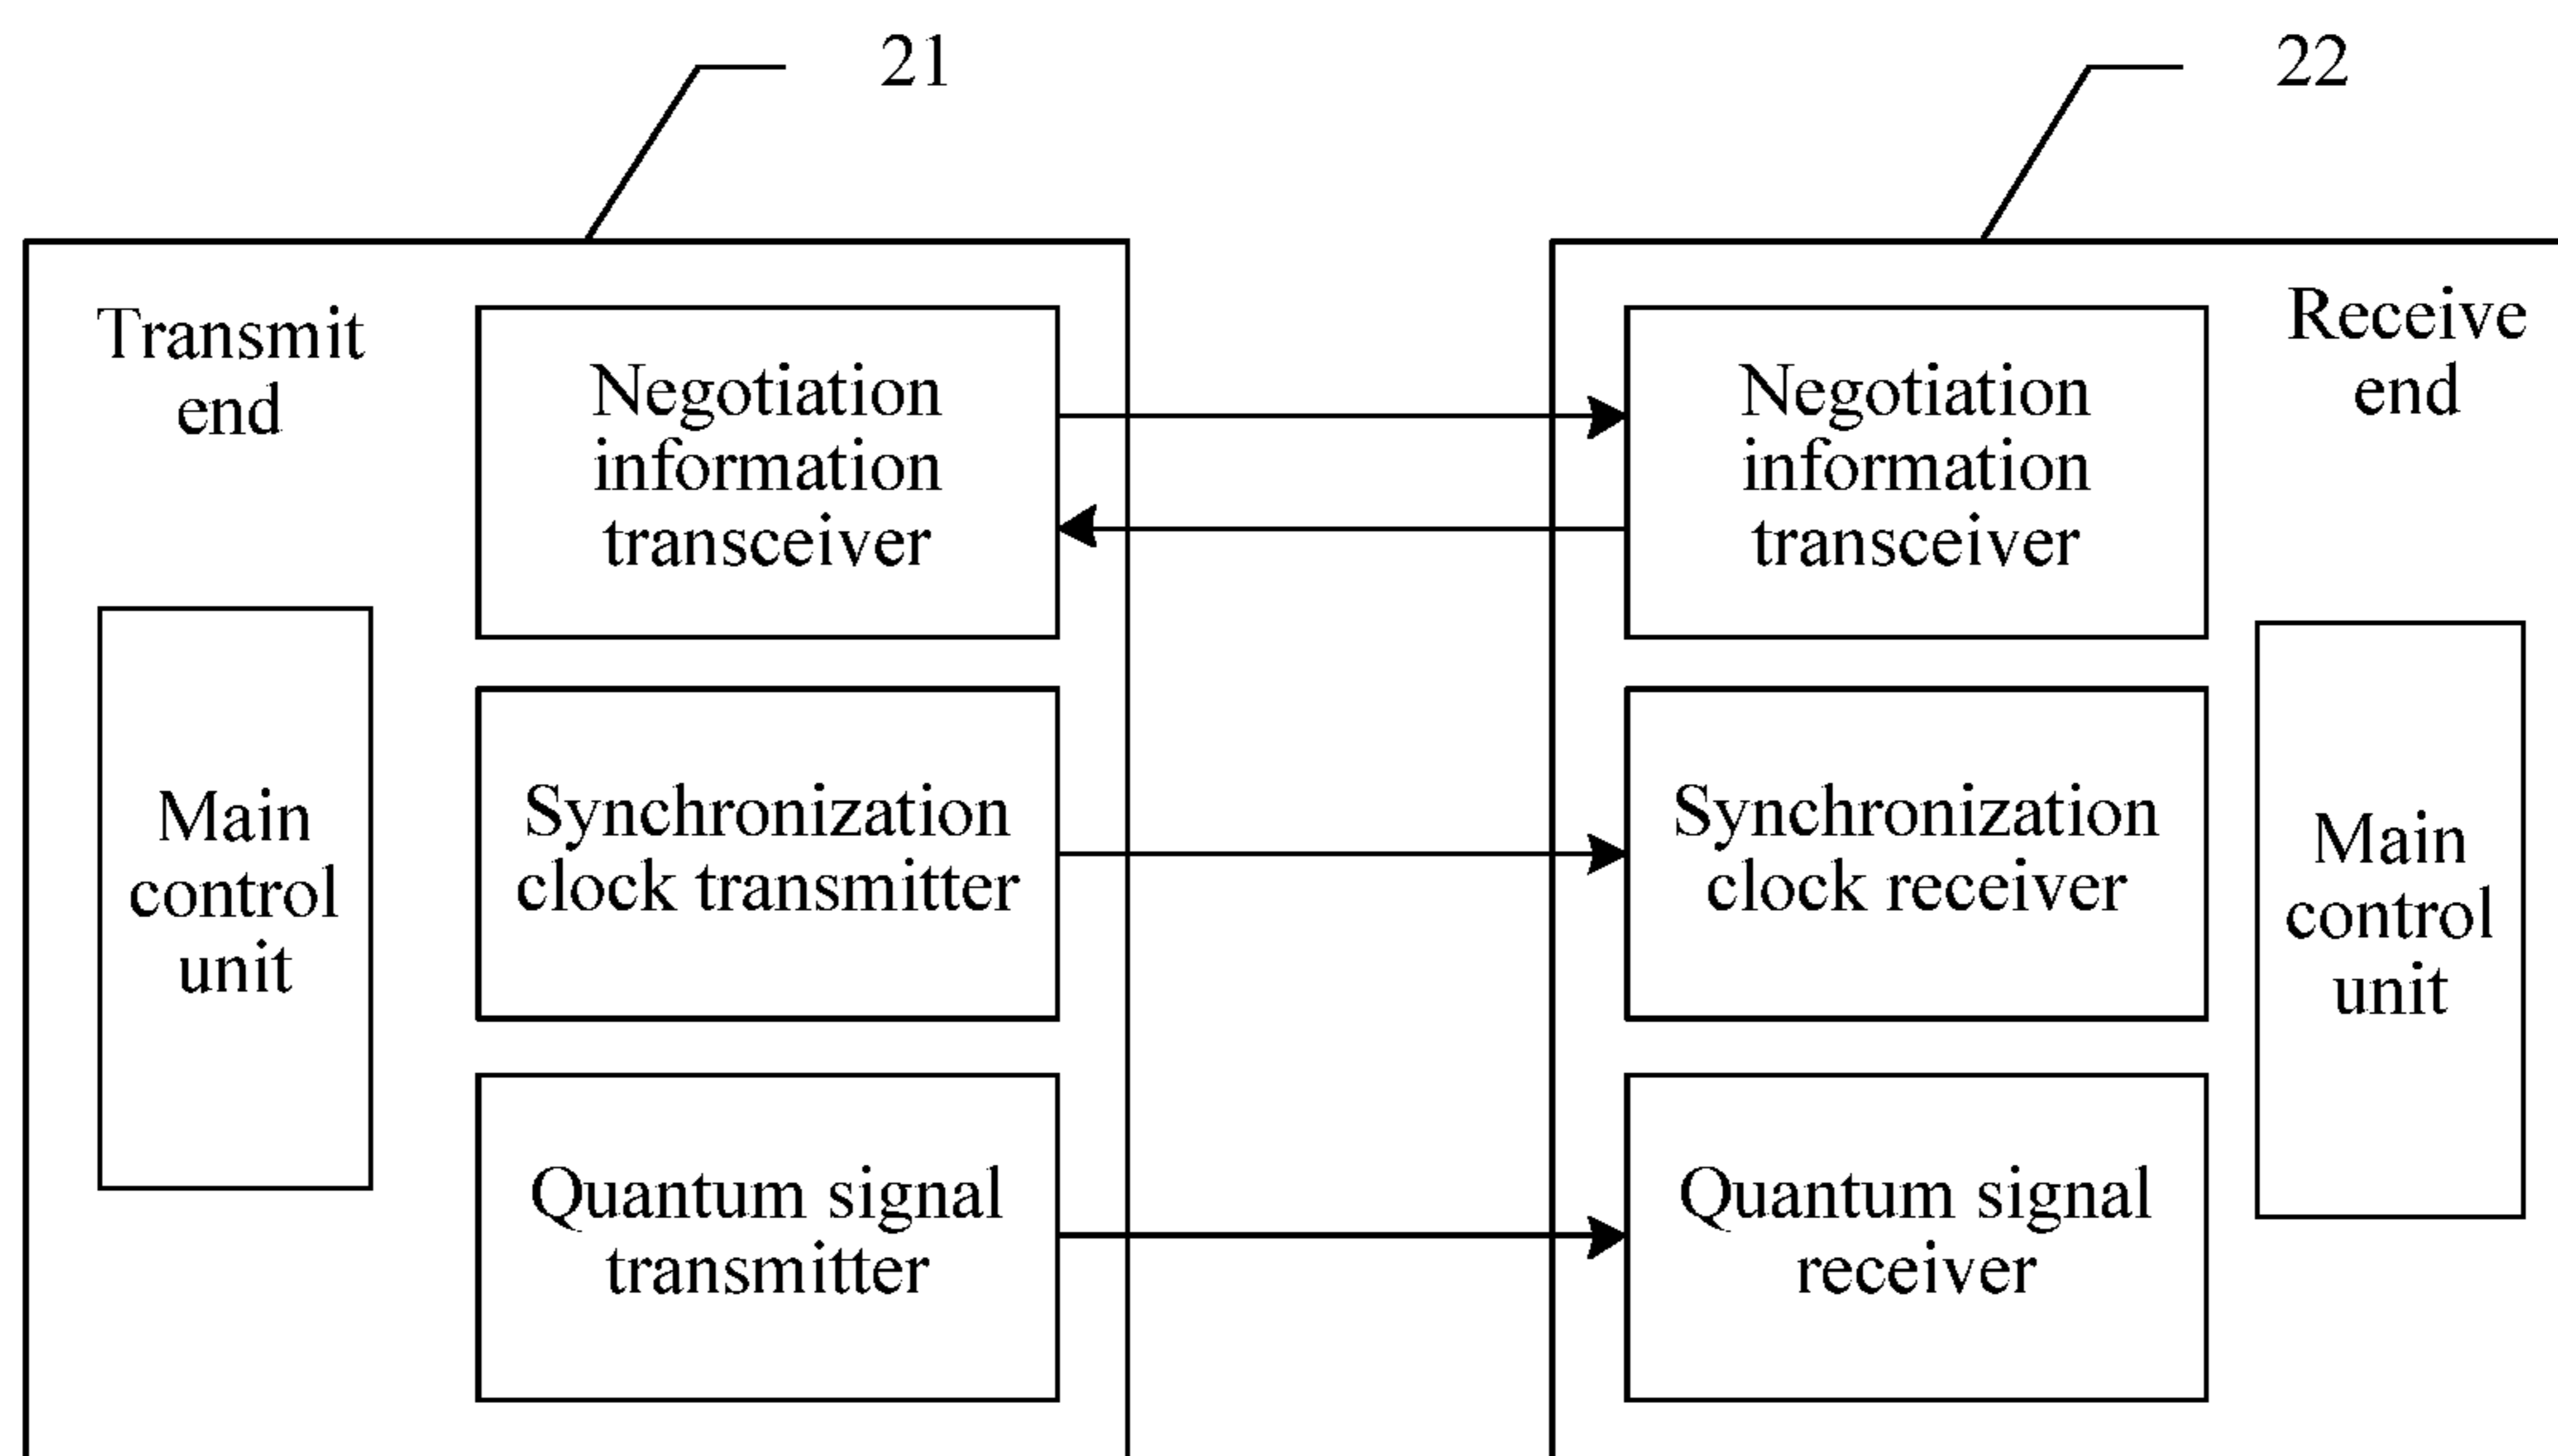 21
22
Transmit
end
Negotiation
information
transceiver
Main
control
unit
Synchronization
clock transmitter
Quantum signal
transmitter
Negotiation
information
transceiver
Receive
end
Synchronization
clock receiver
Main
control
unit
Quantum signal
receiver